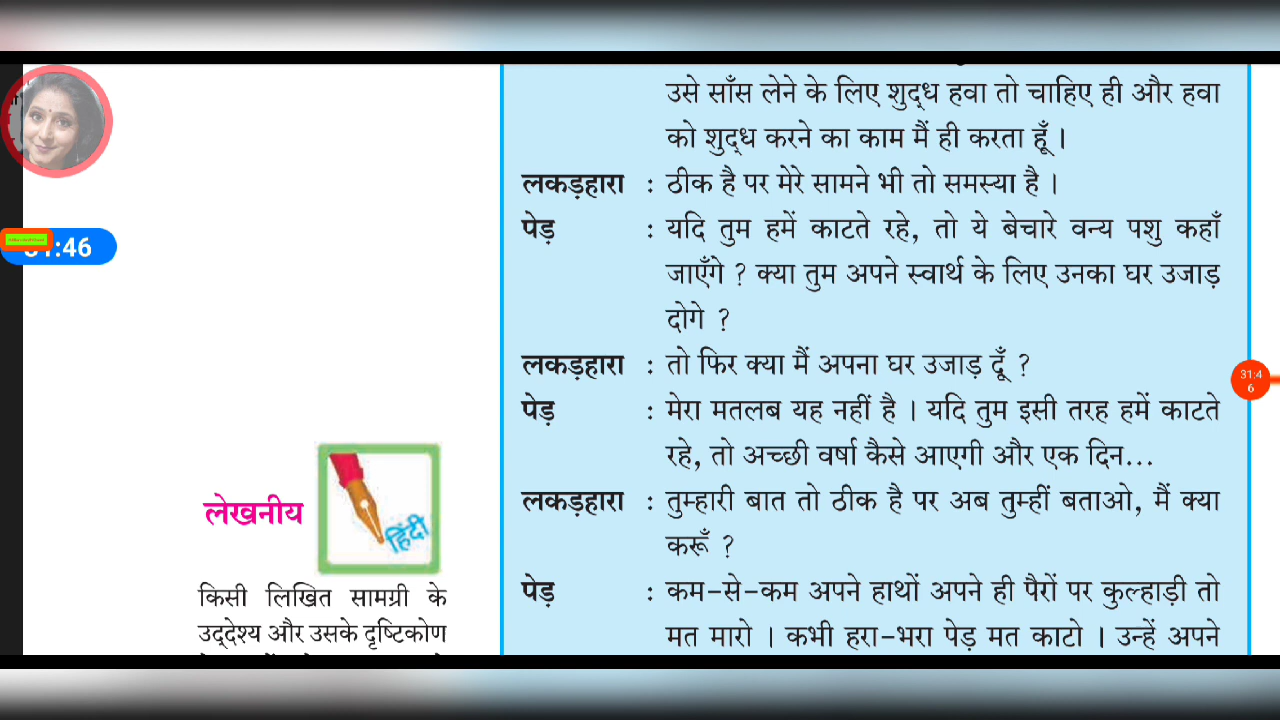 उसे साँस लेने के लिए शुद्ध हवा तो चाहिए ही और हवा
को शुद्ध करने का काम मैं ही करता हूँ ।
लकड़हारा : ठीक है पर मेरे सामने भी तो समस्या है ।
पेड़ : यदि तुम हमें काटते रहे, तो ये बेचारे वन्य पशु कहाँ
जाएँगे ? क्या तुम अपने स्वार्थ के लिए उनका घर उजाड़
दोगे ?
लकड़हारा : तो फिर क्या मैं अपना घर उजाड़ दूँ ?
पेड़ : मेरा मतलब यह नहीं है । यदि तुम इसी तरह हमें काटते
रहे, तो अच्छी वर्षा कैसे आएगी और एक दिन...
लकड़हारा : तुम्हारी बात तो ठीक है पर अब तुम्हीं बताओ, मैं क्या
करूँ ?
पेड़ : कम-से-कम अपने हाथों अपने ही पैरों पर कुल्हाड़ी तो
मत मारो । कभी हरा-भरा पेड़ मत काटो । उन्हें अपने
लेखनीय
हिंदी
किसी लिखित सामग्री के
उद्देश्य और उसके दृष्टिकोण
:46
31:4
6